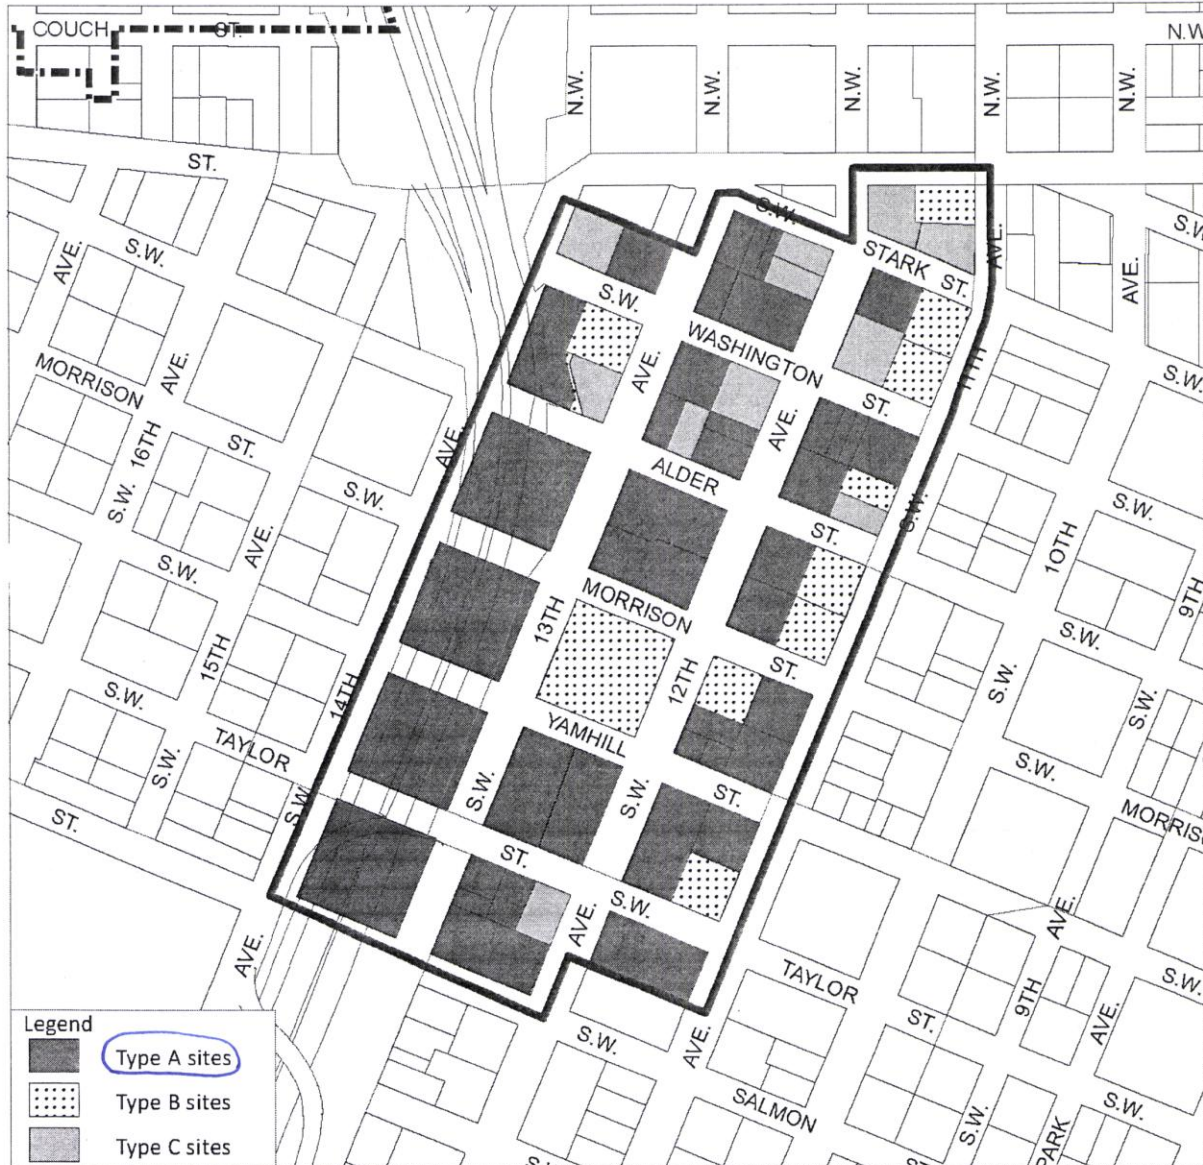 COUCH ST.
N.W.
N.W.
N.W.
N.W.
N.W.
ST.
S.W.
AVE.
S.W.
STARK ST.
AVE.
S.W.
AVE.
S.W.
WASHINGTON ST.
11TH
S.W.
MORRISON ST.
AVE.
AVE.
AVE.
AVE.
S.W. 16TH
S.W.
ALDER ST.
S.W.
S.W.
10TH
9TH
AVE.
S.W.
MORRISON ST.
13TH
12TH
S.W.
15TH
14TH
S.W.
YAMHILL ST.
S.W.
S.W.
S.W.
TAYLOR
S.W.
S.W.
S.W.
S.W.
MORRIS
ST.
ST.
S.W.
AVE.
AVE.
AVE.
TAYLOR
S.W.
ST.
9TH
AVE.
S.W.
AVE.
SALMON
S.W.
PARK
S.W.
S.W.
ST.
Legend
Type A sites
Type B sites
Type C sites